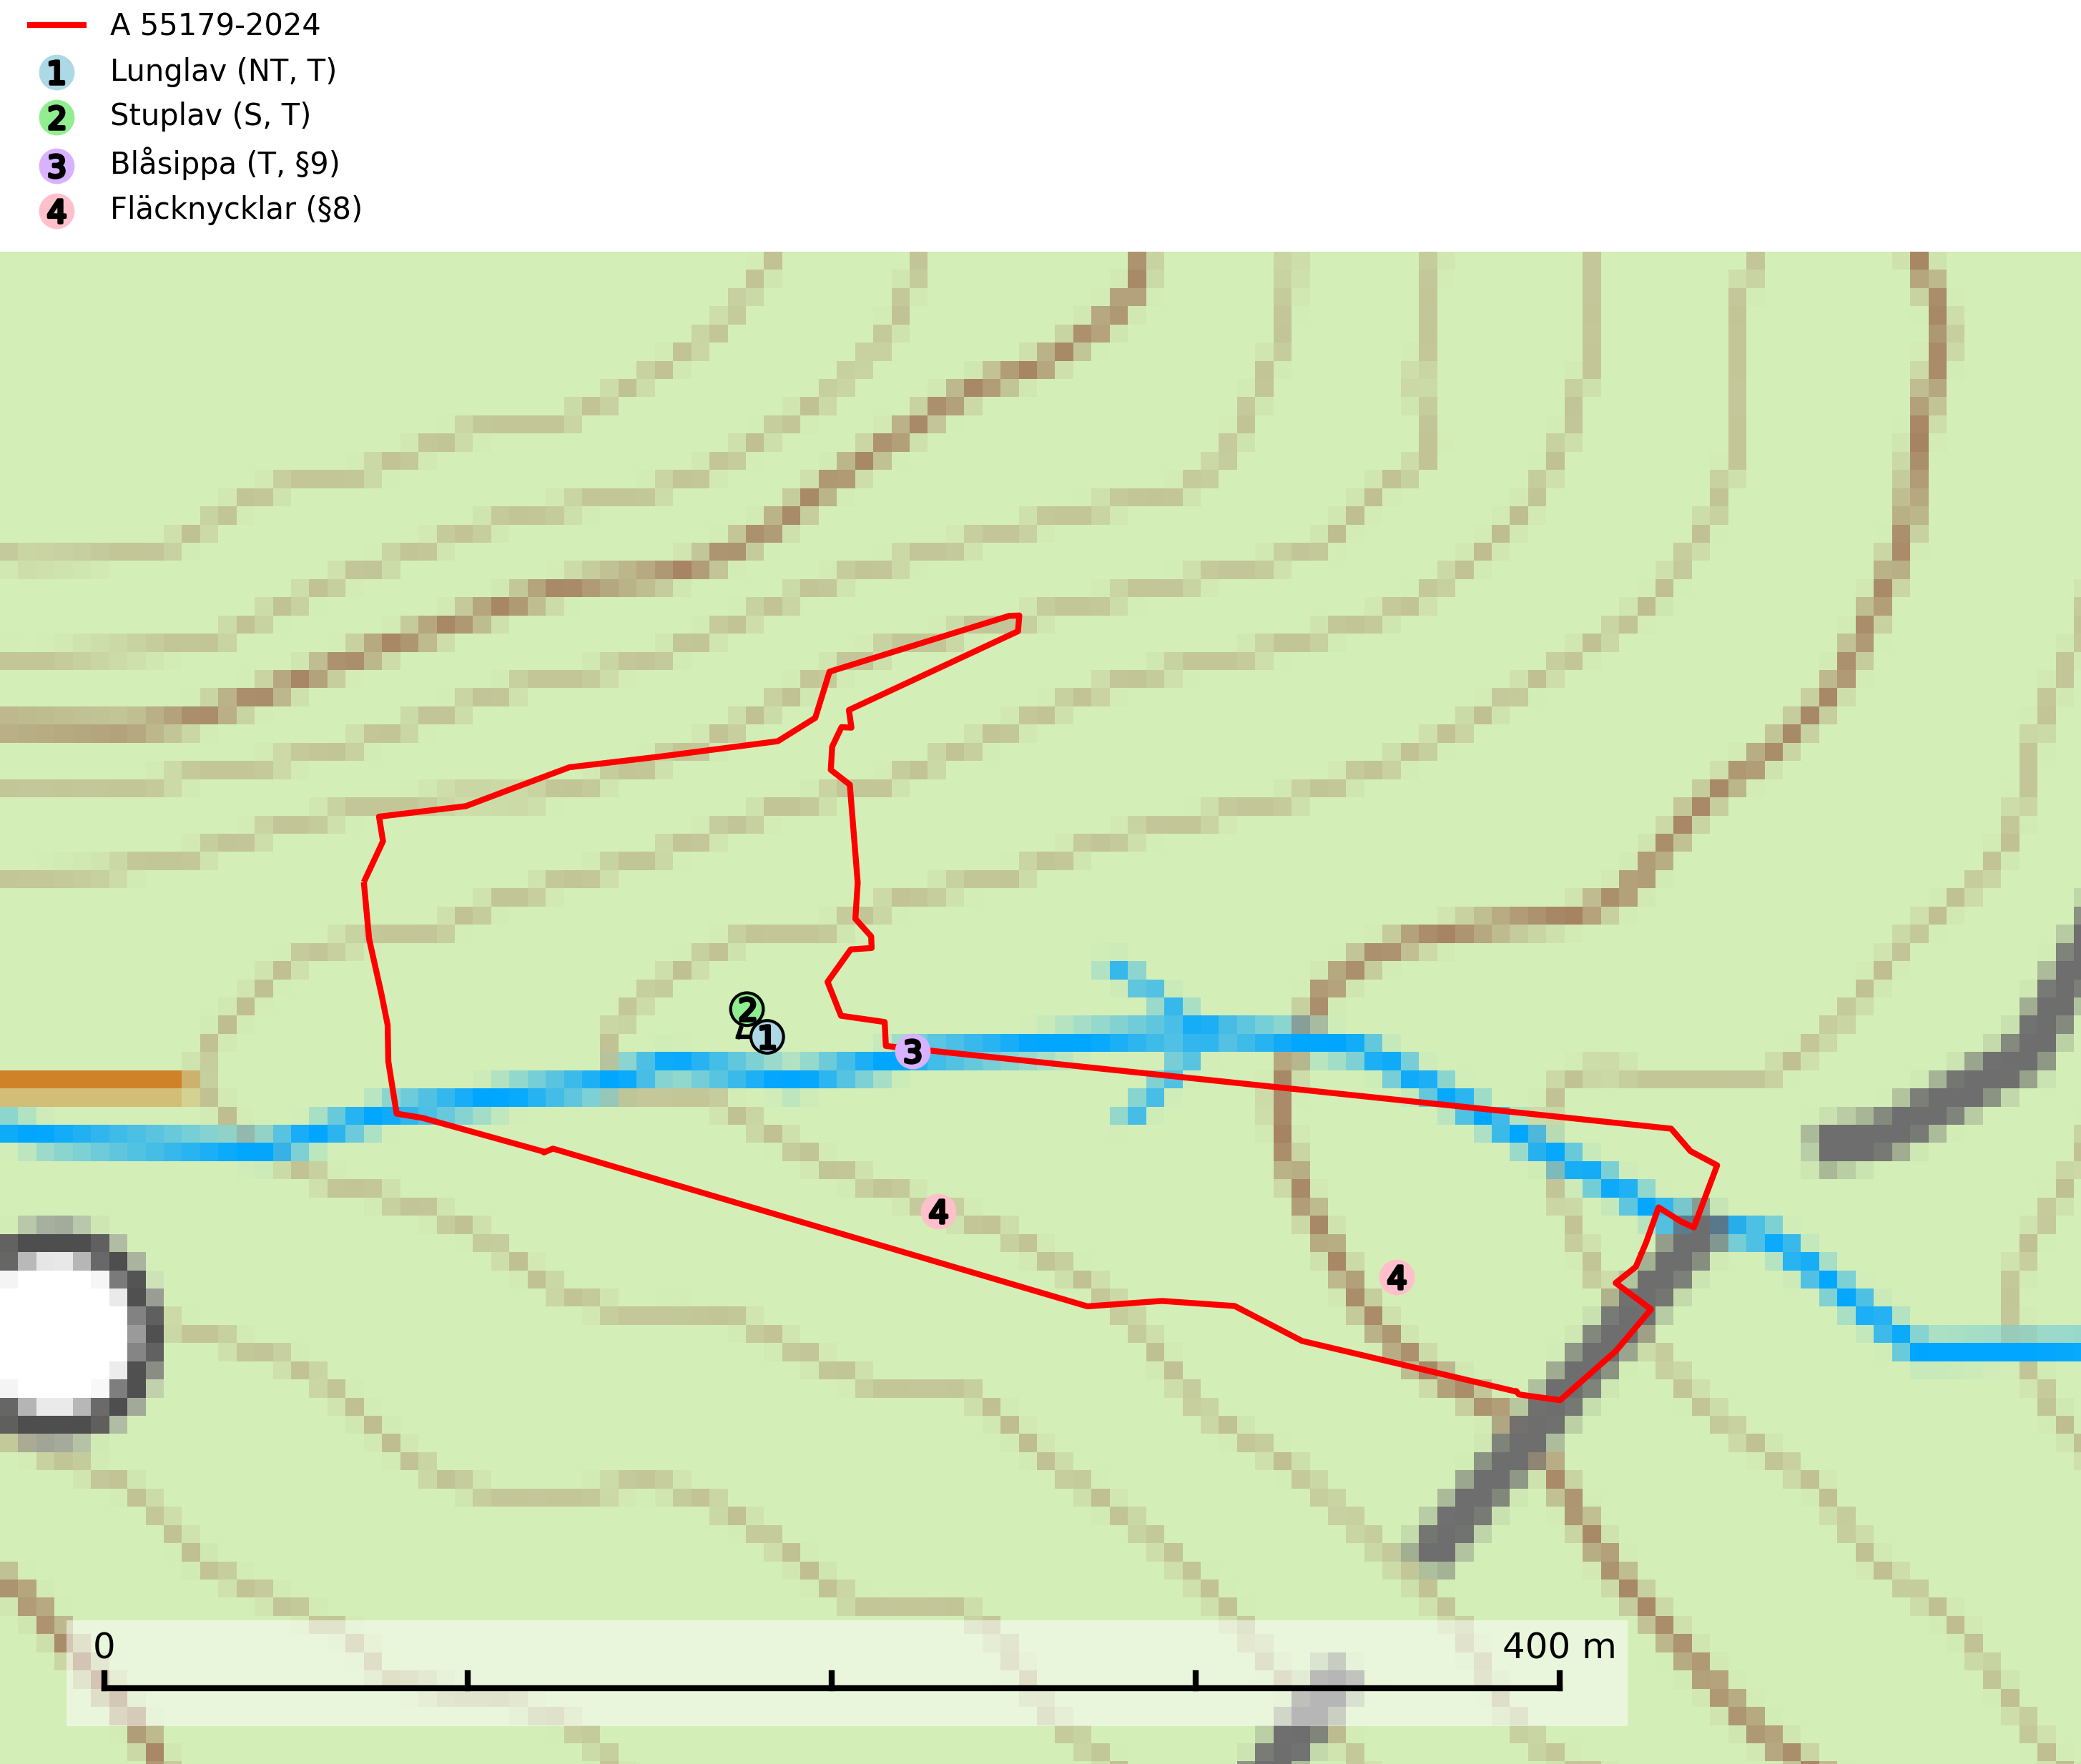 A 55179-2024
1 Lunglav (NT, T)
2 Stuplav (S, T)
3 Blåsippa (T, §9)
4 Fläcknycklar (§8)
2
1
3
4
4
0 400 m